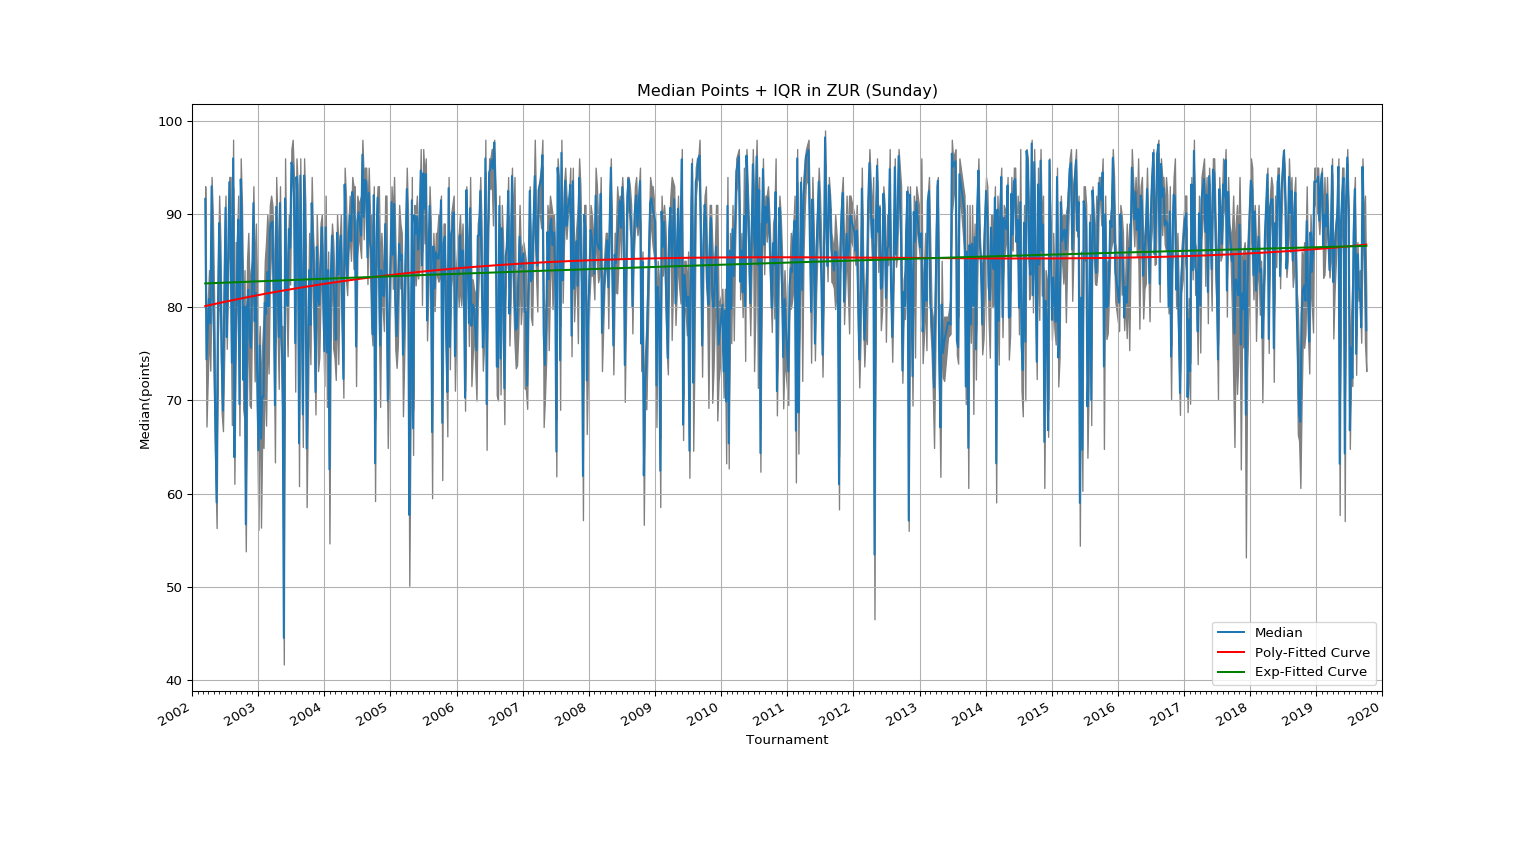 Median Points + IQR in ZUR (Sunday)
100
90
80
70
60
50
40
Median(points)
2002 2003 2004 2005 2006 2007 2008 2009 2010 2011 2012 2013 2014 2015 2016 2017 2018 2019 2020
Tournament
Median
Poly-Fitted Curve
Exp-Fitted Curve